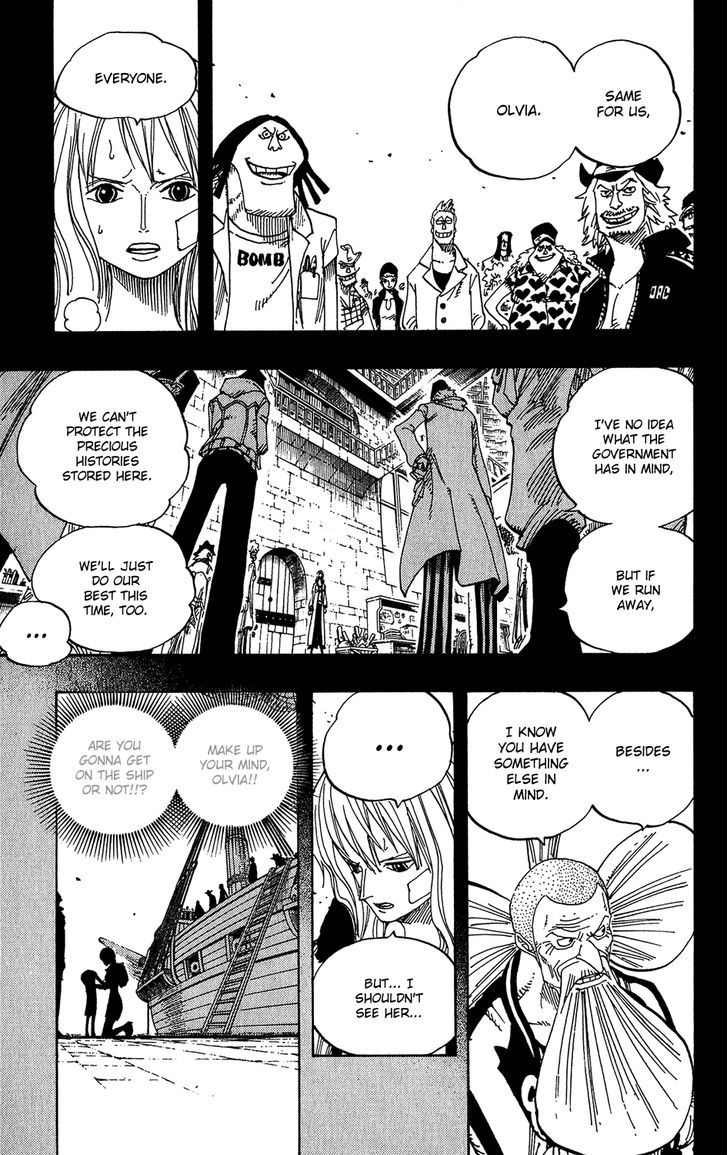 SAME
FOR US,
OLVIA.
BOMB
EVERYONE.
I'VE NO IDEA
WHAT THE
GOVERNMENT
HAS IN MIND,
BUT IF
WE RUN
AWAY,
WE CAN'T
PROTECT THE
PRECIOUS
HISTORIES
STORED HERE.
WE'LL JUST
DO OUR
BEST THIS
TIME, TOO.
...
BESIDES
...
I KNOW
YOU HAVE
SOMETHING
ELSE IN
MIND.
...
BUT... I
SHOULDN'T
SEE HER...
MAKE UP
YOUR MIND,
OLVIA!!
ARE YOU
GONNA GET
ON THE SHIP
OR NOT!!?